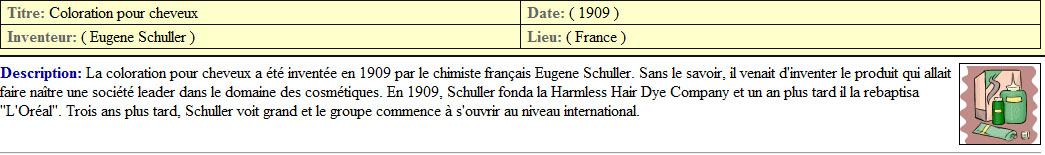 Titre: Coloration pour cheveux
Date: ( 1909 )
Inventeur: ( Eugene Schuller )
Lieu: ( France )
Description: La coloration pour cheveux a été inventée en 1909 par le chimiste français Eugene Schuller. Sans le savoir, il venait d'inventer le produit qui allait
faire naître une société leader dans le domaine des cosmétiques. En 1909, Schuller fonda la Harmless Hair Dye Company et un an plus tard il la rebaptisa
"L'Oréal". Trois ans plus tard, Schuller voit grand et le groupe commence à s'ouvrir au niveau international.